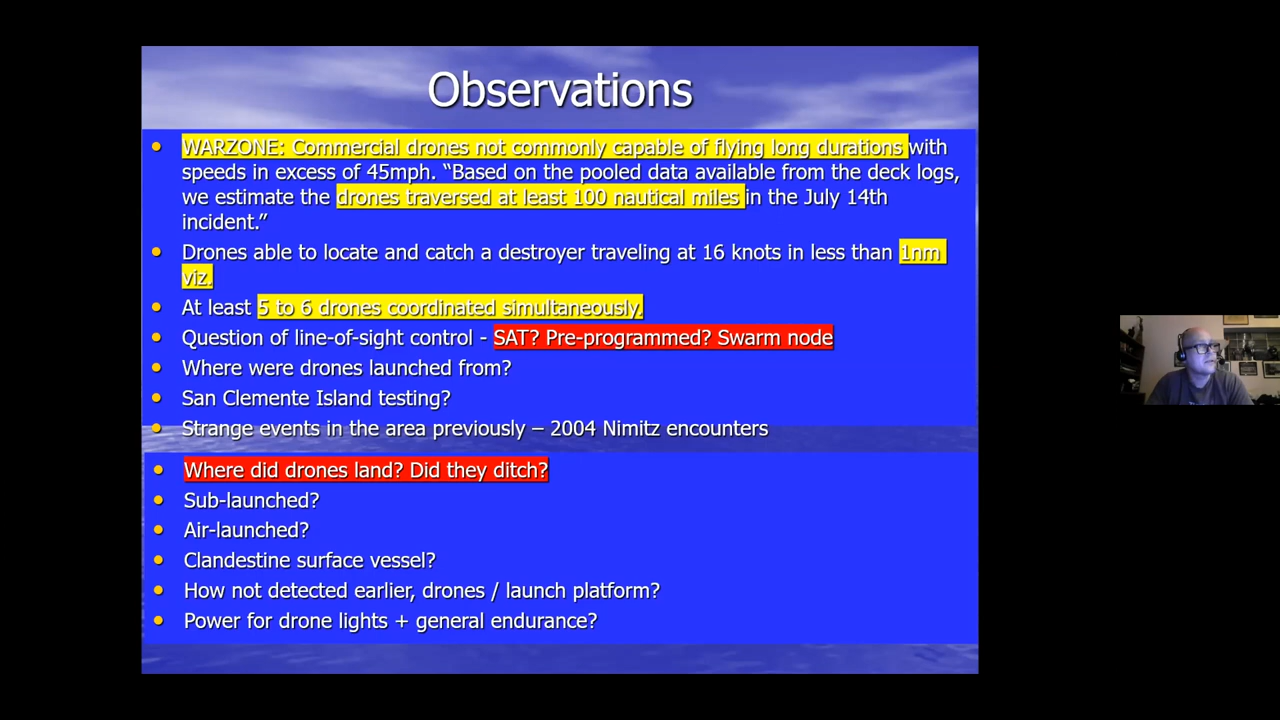 Observations
WARZONE: Commercial drones not commonly capable of flying long durations with
speeds in excess of 45mph. “Based on the pooled data available from the deck logs,
we estimate the drones traversed at least 100 nautical miles in the July 14th
incident.”
Drones able to locate and catch a destroyer traveling at 16 knots in less than 1nm
viz.
At least 5 to 6 drones coordinated simultaneously.
Question of line-of-sight control - SAT? Pre-programmed? Swarm node
Where were drones launched from?
San Clemente Island testing?
Strange events in the area previously – 2004 Nimitz encounters
Where did drones land? Did they ditch?
Sub-launched?
Air-launched?
Clandestine surface vessel?
How not detected earlier, drones / launch platform?
Power for drone lights + general endurance?